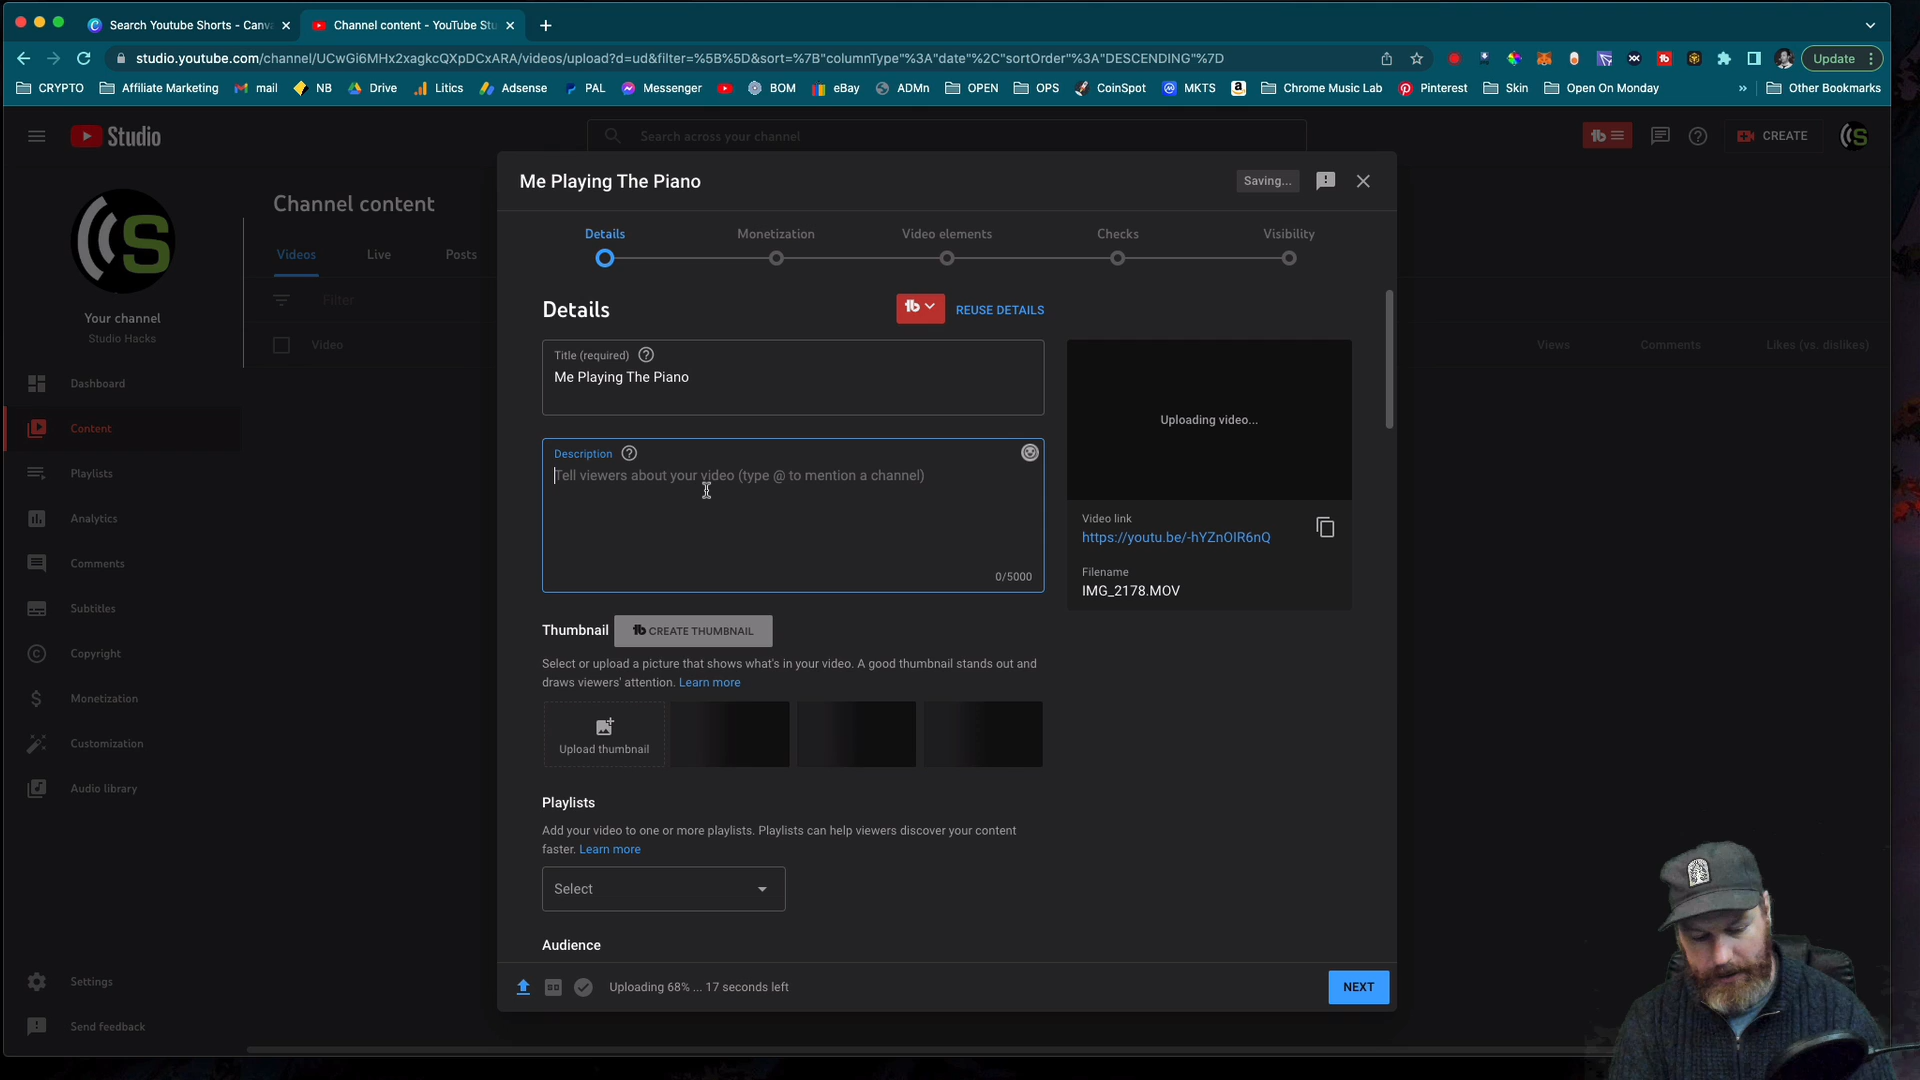 Search Youtube Shorts - Canva
Channel content - YouTube Stu
studio.youtube.com/channel/UCwGi6MHx2xagkcQXpDCxARA/videos/upload?d=ud&filter=%5B%5D&sort=%7B"columnType"%3A"date"%2C"sortOrder"%3A"DESCENDING"%7D
Update
CRYPTO
Affiliate Marketing
mail
NB
Drive
Litics
Adsense
PAL
Messenger
BOM
eBay
ADMn
OPEN
OPS
CoinSpot
MKTS
Chrome Music Lab
Pinterest
Skin
Open On Monday
»
Other Bookmarks
Studio
Search across your channel
CREATE
Your channel
Studio Hacks
Dashboard
Content
Playlists
Analytics
Comments
Subtitles
Copyright
Monetization
Customization
Audio library
Settings
Send feedback
Channel content
Videos
Live
Posts
Filter
Video
Views
Comments
Likes (vs. dislikes)
Me Playing The Piano
Saving...
Details
Monetization
Video elements
Checks
Visibility
Details
REUSE DETAILS
Title (required)
Me Playing The Piano
Description
Tell viewers about your video (type @ to mention a channel)
0/5000
Uploading video...
Video link
https://youtu.be/-hYZnOIR6nQ
Filename
IMG_2178.MOV
Thumbnail
CREATE THUMBNAIL
Select or upload a picture that shows what's in your video. A good thumbnail stands out and
draws viewers' attention. Learn more
Upload thumbnail
Playlists
Add your video to one or more playlists. Playlists can help viewers discover your content
faster. Learn more
Select
Audience
Uploading 68% ... 17 seconds left
NEXT